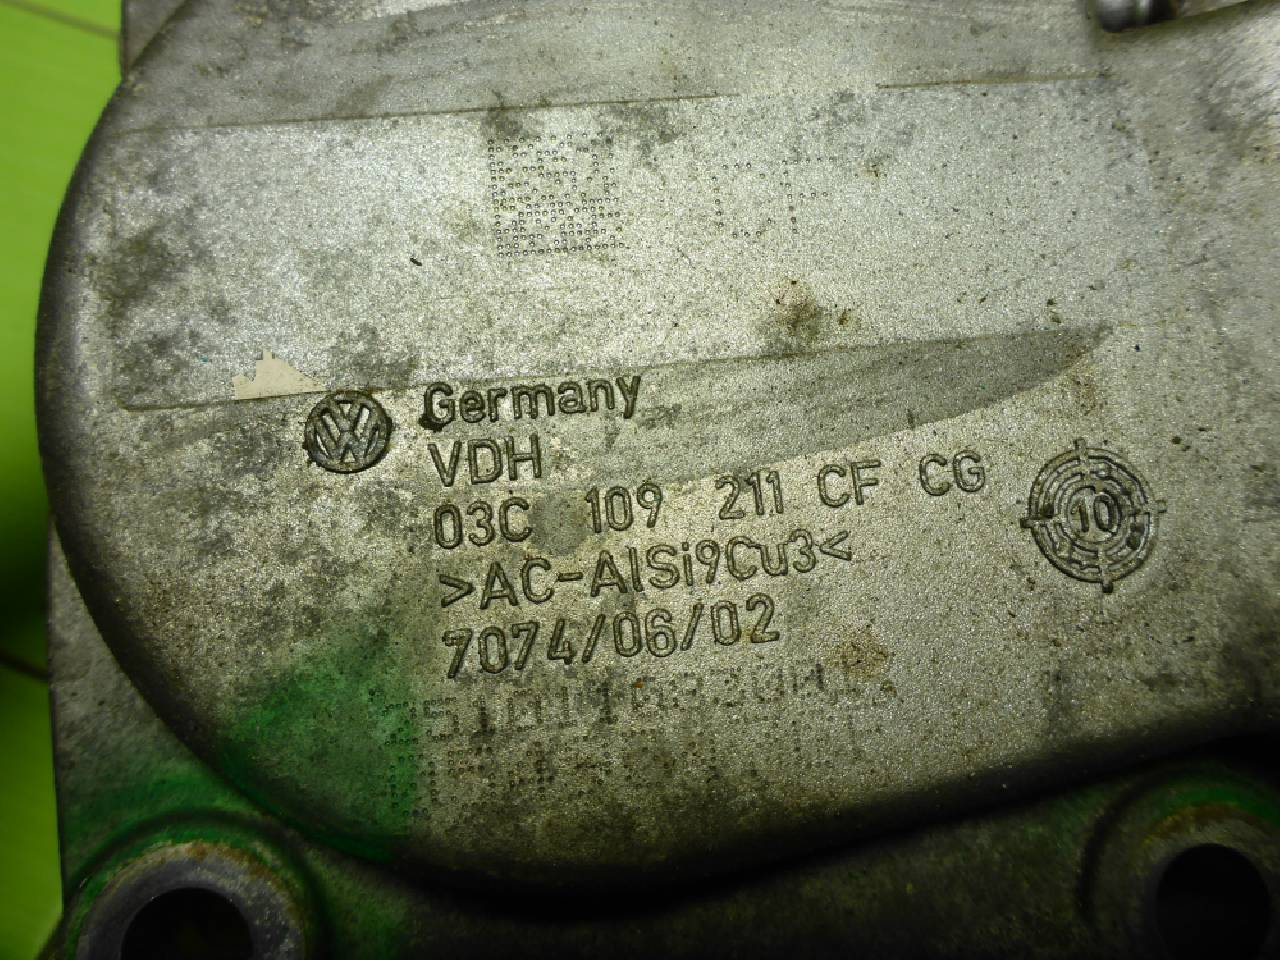 Germany
VDH
03C 109 211 CF CG
>AC-AlSi9Cu3<
7074/06/02
10